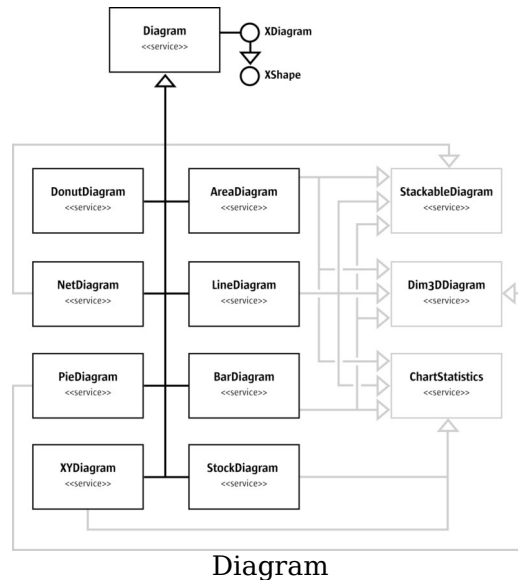 Diagram
<<service>>
XDiagram
XShape
DonutDiagram
<<service>>
AreaDiagram
<<service>>
StackableDiagram
<<service>>
NetDiagram
<<service>>
LineDiagram
<<service>>
Dim3DDiagram
<<service>>
PieDiagram
<<service>>
BarDiagram
<<service>>
ChartStatistics
<<service>>
XYDiagram
<<service>>
StockDiagram
<<service>>
Diagram